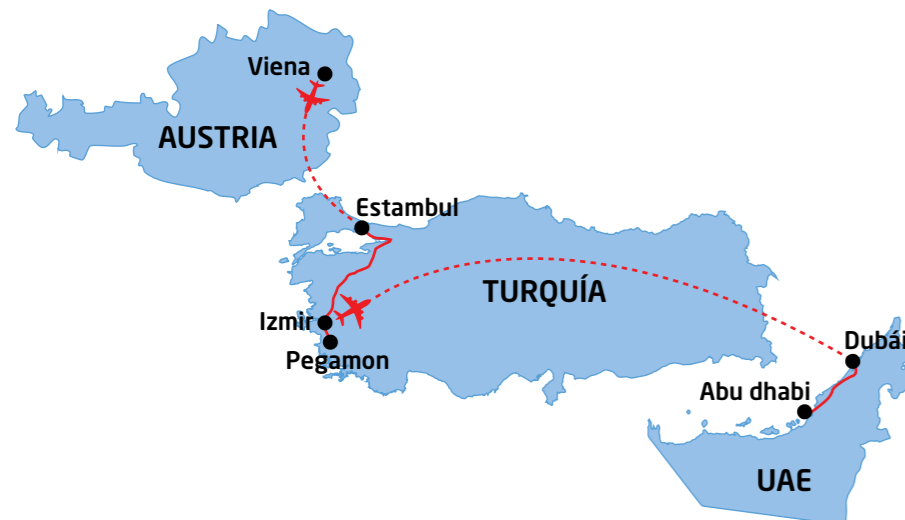 Viena
AUSTRIA
Estambul
TURQUÍA
Izmir
Pegamon
Dubái
Abu dhabi
UAE